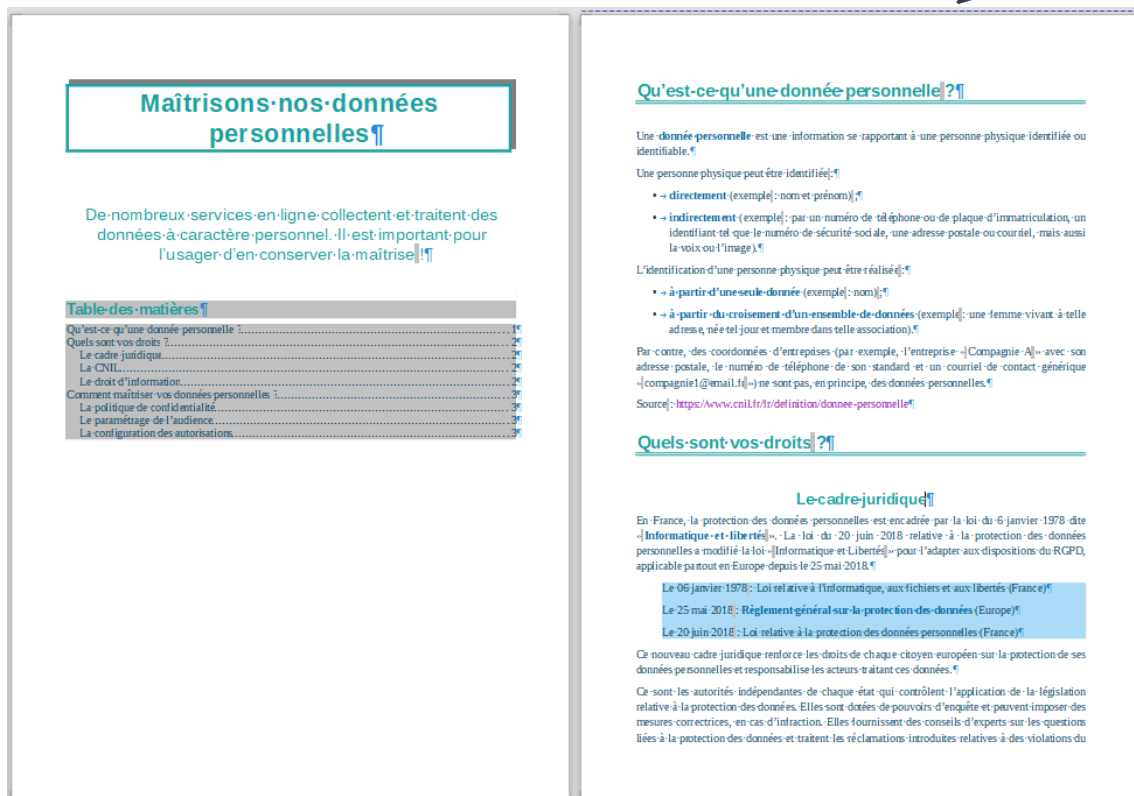 Maîtrisons nos données
personnelles¶
De nombreux services en ligne collectent et traitent des
données à caractère personnel. Il est important pour
l'usager d'en conserver la maîtrise !¶
Table des matières¶
Qu'est-ce qu'une donnée personnelle ?....1¶
Quels sont vos droits ?....2¶
Le cadre juridique....2¶
La CNIL....2¶
Le droit d'information....2¶
Comment maîtriser vos données personnelles ?....3¶
La politique de confidentialité....3¶
Le paramétrage de l'audience....3¶
La configuration des autorisations....3¶
Qu'est-ce qu'une donnée personnelle ?¶
Une donnée personnelle est une information se rapportant à une personne physique identifiée ou
identifiable.¶
Une personne physique peut être identifiée :¶
• → directement (exemple : nom et prénom) ;¶
• → indirectement (exemple : par un numéro de téléphone ou de plaque d'immatriculation, un
identifiant tel que le numéro de sécurité sociale, une adresse postale ou courriel, mais aussi
la voix ou l'image).¶
L'identification d'une personne physique peut être réalisée :¶
• → à partir d'une seule donnée (exemple : nom) ;¶
• → à partir du croisement d'un ensemble de données (exemple : une femme vivant à telle
adresse, née tel jour et membre dans telle association).¶
Par contre, des coordonnées d'entreprises (par exemple, l'entreprise « Compagnie A » avec son
adresse postale, le numéro de téléphone de son standard et un courriel de contact générique
« compagnie1@email.fr ») ne sont pas, en principe, des données personnelles.¶
Source : https://www.cnil.fr/fr/definition/donnee-personnelle¶
Quels sont vos droits ?¶
Le cadre juridique¶
En France, la protection des données personnelles est encadrée par la loi du 6 janvier 1978 dite
« Informatique et libertés ». La loi du 20 juin 2018 relative à la protection des données
personnelles a modifié la loi « Informatique et Libertés » pour l'adapter aux dispositions du RGPD,
applicable partout en Europe depuis le 25 mai 2018.¶
Le 06 janvier 1978 : Loi relative à l'informatique, aux fichiers et aux libertés (France)¶
Le 25 mai 2018 : Règlement général sur la protection des données (Europe)¶
Le 20 juin 2018 : Loi relative à la protection des données personnelles (France)¶
Ce nouveau cadre juridique renforce les droits de chaque citoyen européen sur la protection de ses
données personnelles et responsabilise les acteurs traitant ces données.¶
Ce sont les autorités indépendantes de chaque état qui contrôlent l'application de la législation
relative à la protection des données. Elles sont dotées de pouvoirs d'enquête et peuvent imposer des
mesures correctrices, en cas d'infraction. Elles fournissent des conseils d'experts sur les questions
liées à la protection des données et traitent les réclamations introduites relatives à des violations du